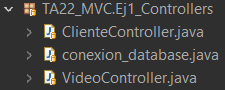 TA22_MVC.Ej1_Controllers
ClienteController.java
conexion_database.java
VideoController.java